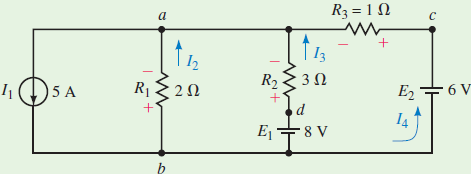 R3 = 1 Ω
a
c
I2
I3
I1
5 A
R1
2 Ω
R2
3 Ω
E2
6 V
d
I4
E1
8 V
b